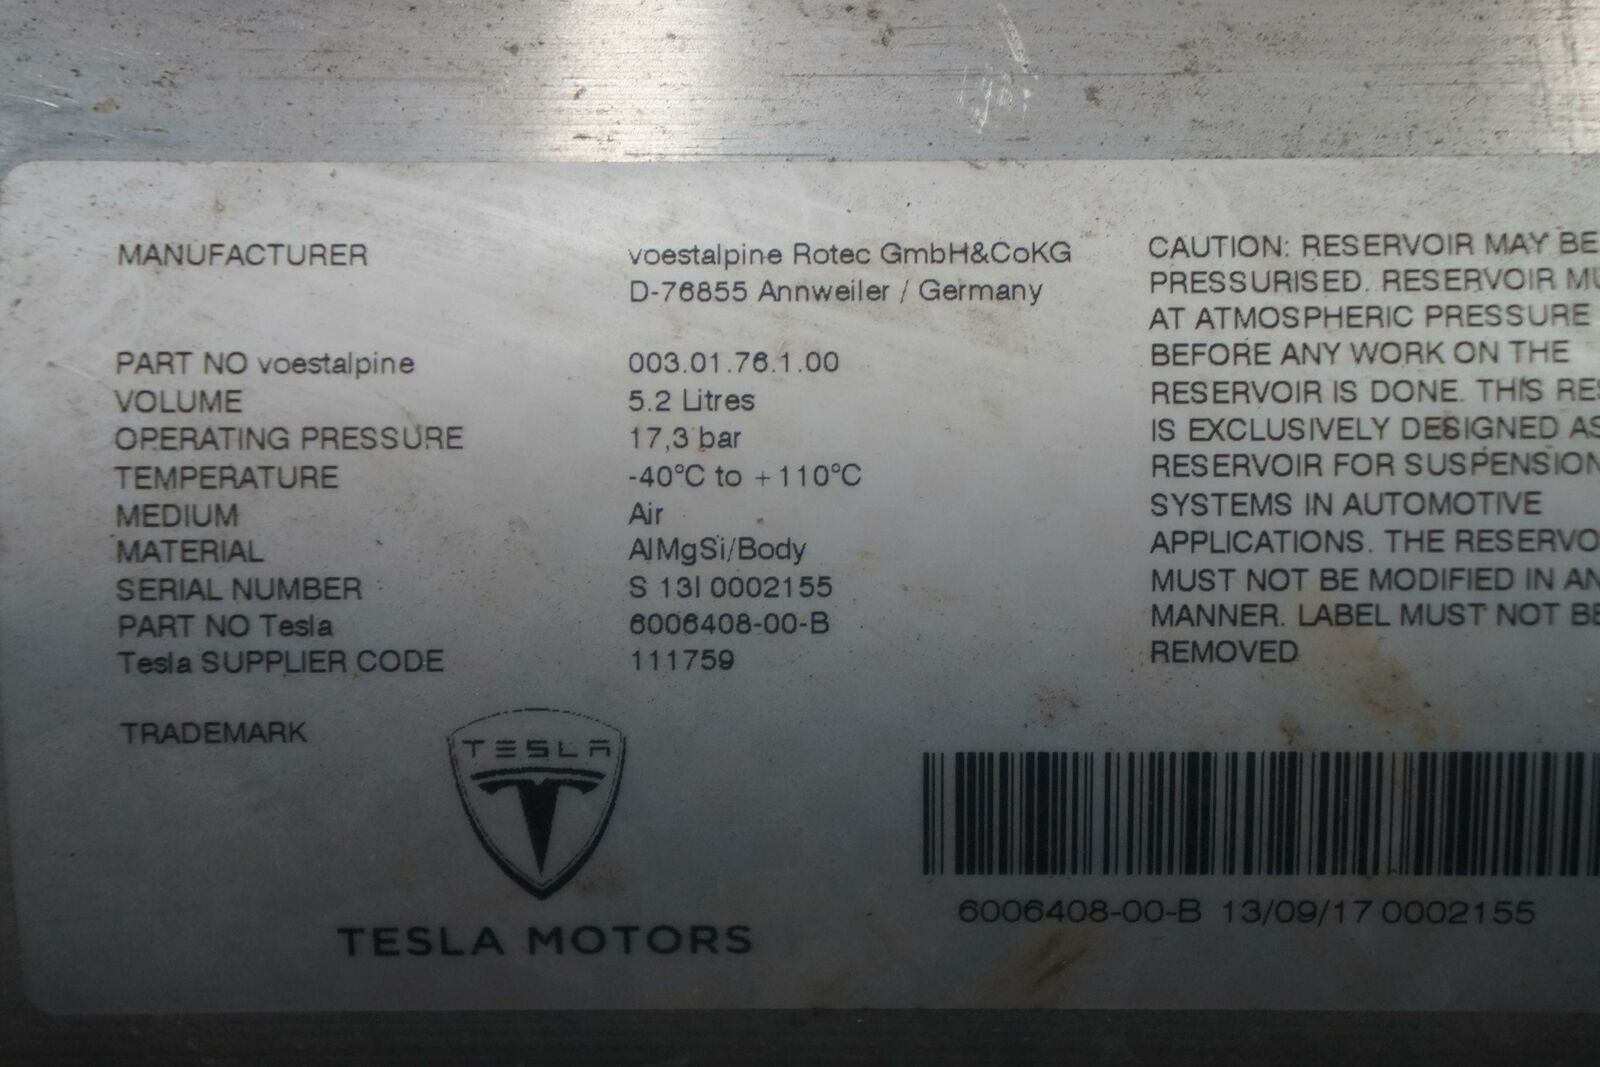 MANUFACTURER voestalpine Rotec GmbH&CoKG
D-76855 Annweiler / Germany
PART NO voestalpine 003.01.76.1.00
VOLUME 5.2 Litres
OPERATING PRESSURE 17,3 bar
TEMPERATURE -40°C to +110°C
MEDIUM Air
MATERIAL AlMgSi/Body
SERIAL NUMBER S 13I 0002155
PART NO Tesla 6006408-00-B
Tesla SUPPLIER CODE 111759
TRADEMARK
TESLA
TESLA MOTORS
CAUTION: RESERVOIR MAY BE
PRESSURISED. RESERVOIR
AT ATMOSPHERIC PRESSURE
BEFORE ANY WORK ON THE
RESERVOIR IS DONE. THIS
IS EXCLUSIVELY DESIGNED AS
RESERVOIR FOR SUSPENSION
SYSTEMS IN AUTOMOTIVE
APPLICATIONS. THE
MUST NOT BE MODIFIED IN
MANNER. LABEL MUST NOT BE
REMOVED
6006408-00-B 13/09/17 0002155